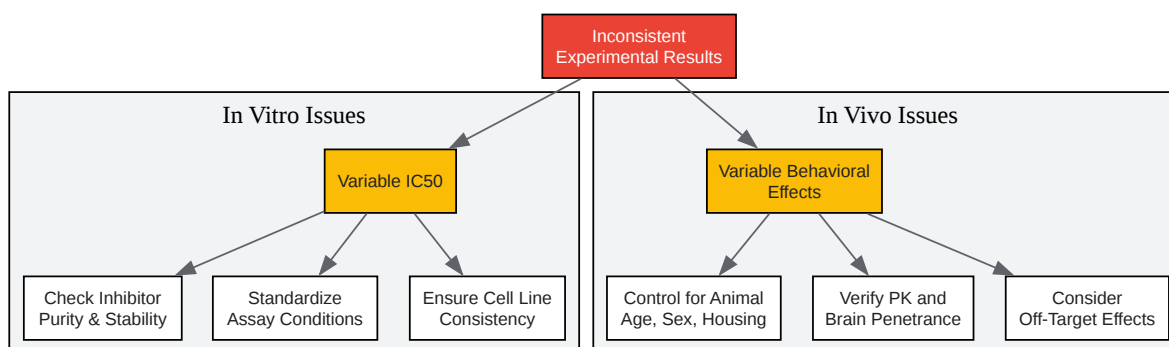 Inconsistent
Experimental Results
In Vitro Issues
In Vivo Issues
Variable IC50
Variable Behavioral
Effects
Check Inhibitor
Purity & Stability
Standardize
Assay Conditions
Ensure Cell Line
Consistency
Control for Animal
Age, Sex, Housing
Verify PK and
Brain Penetrance
Consider
Off-Target Effects